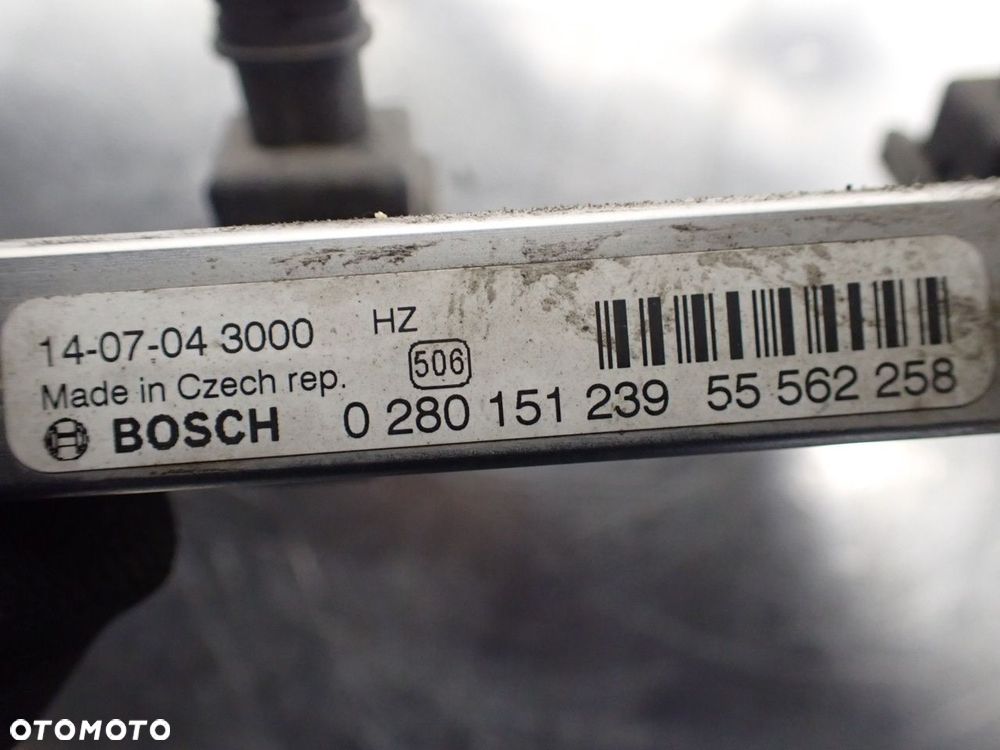 14-07-04 3000 HZ
Made in Czech rep. 506
BOSCH 0 280 151 239 55 562 258
OTOMOTO